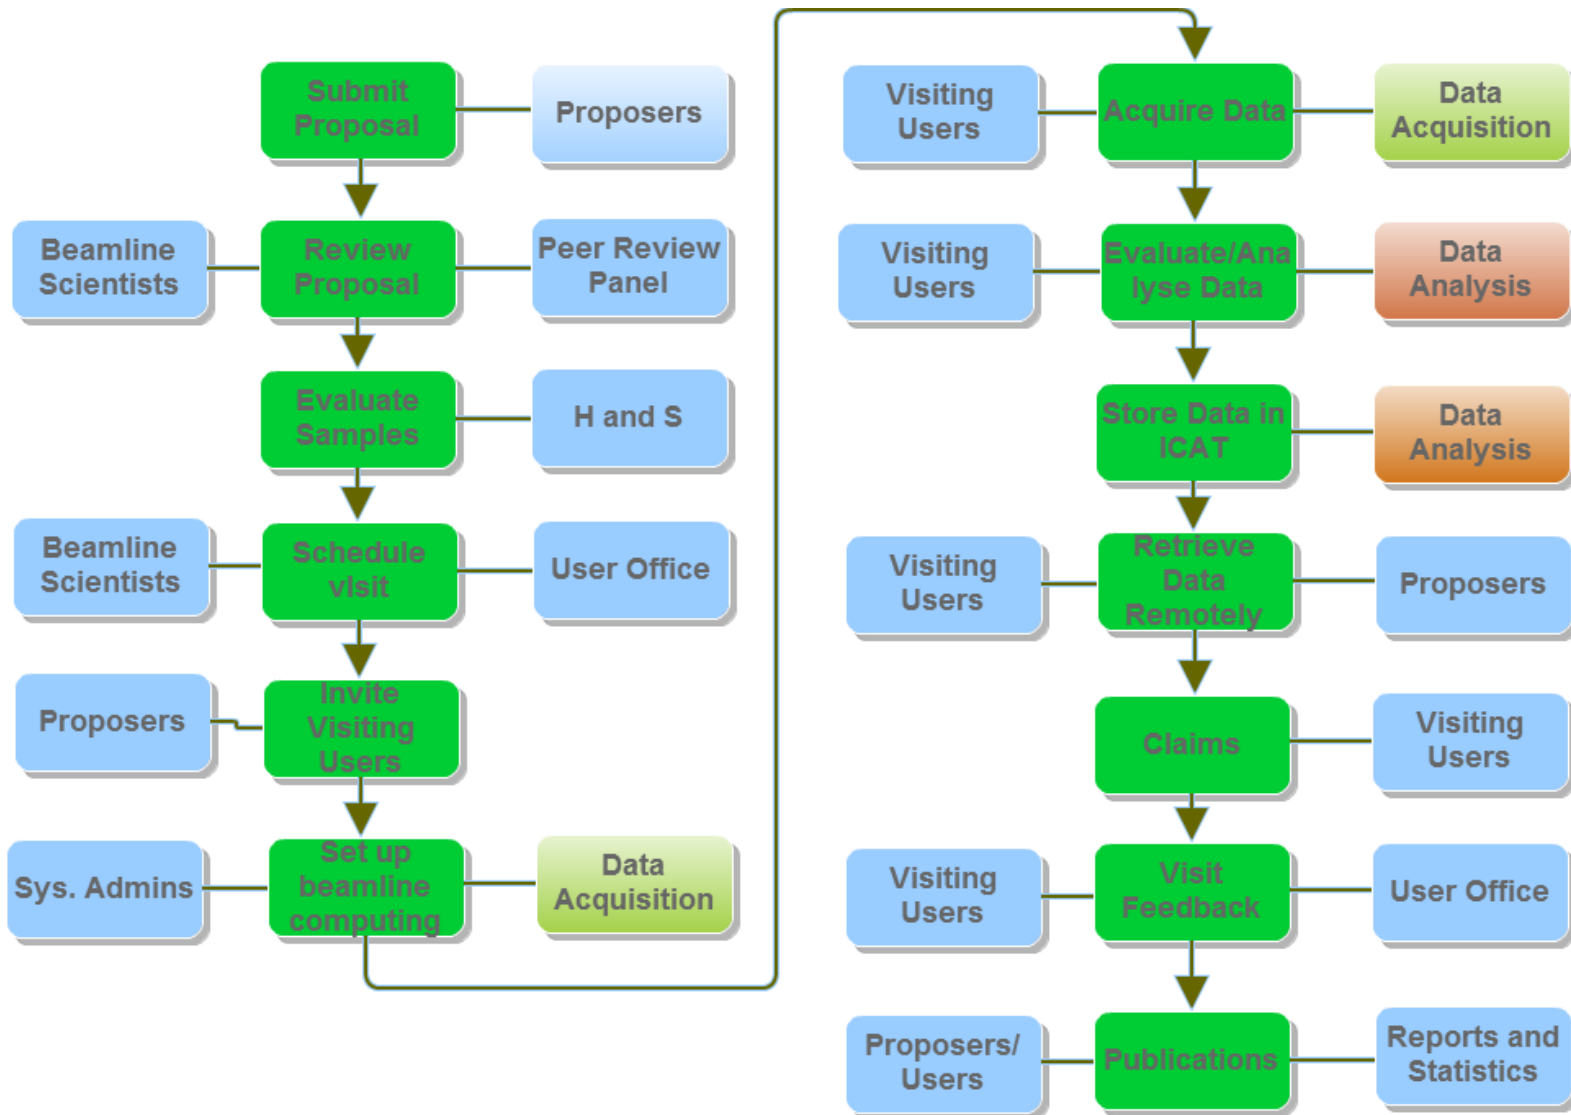 Submit
Proposal
Proposers
Beamline
Scientists
Review
Proposal
Peer Review
Panel
Evaluate
Samples
H and S
Beamline
Scientists
Schedule
vIsit
User Office
Proposers
Invite
Visiting
Users
Sys. Admins
Set up
beamline
computing
Data
Acquisition
Visiting
Users
Acquire Data
Data
Acquisition
Visiting
Users
Evaluate/Ana
lyse Data
Data
Analysis
Store Data in
ICAT
Data
Analysis
Visiting
Users
Retrieve
Data
Remotely
Proposers
Claims
Visiting
Users
Visiting
Users
Visit
Feedback
User Office
Proposers/
Users
Publications
Reports and
Statistics